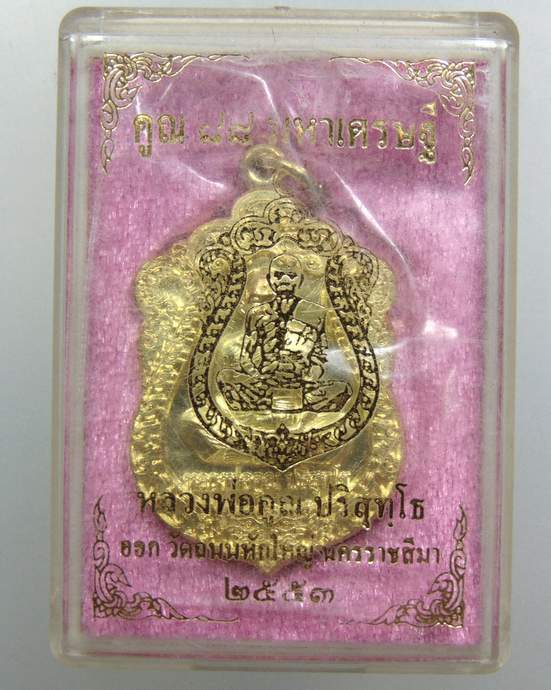 คูณ ๘๘ มหาเศรษฐี
หลวงพ่อคูณ ปริสุทฺโธ
ออก วัดถนนหักใหญ่ นครราชสีมา
๒๕๕๓